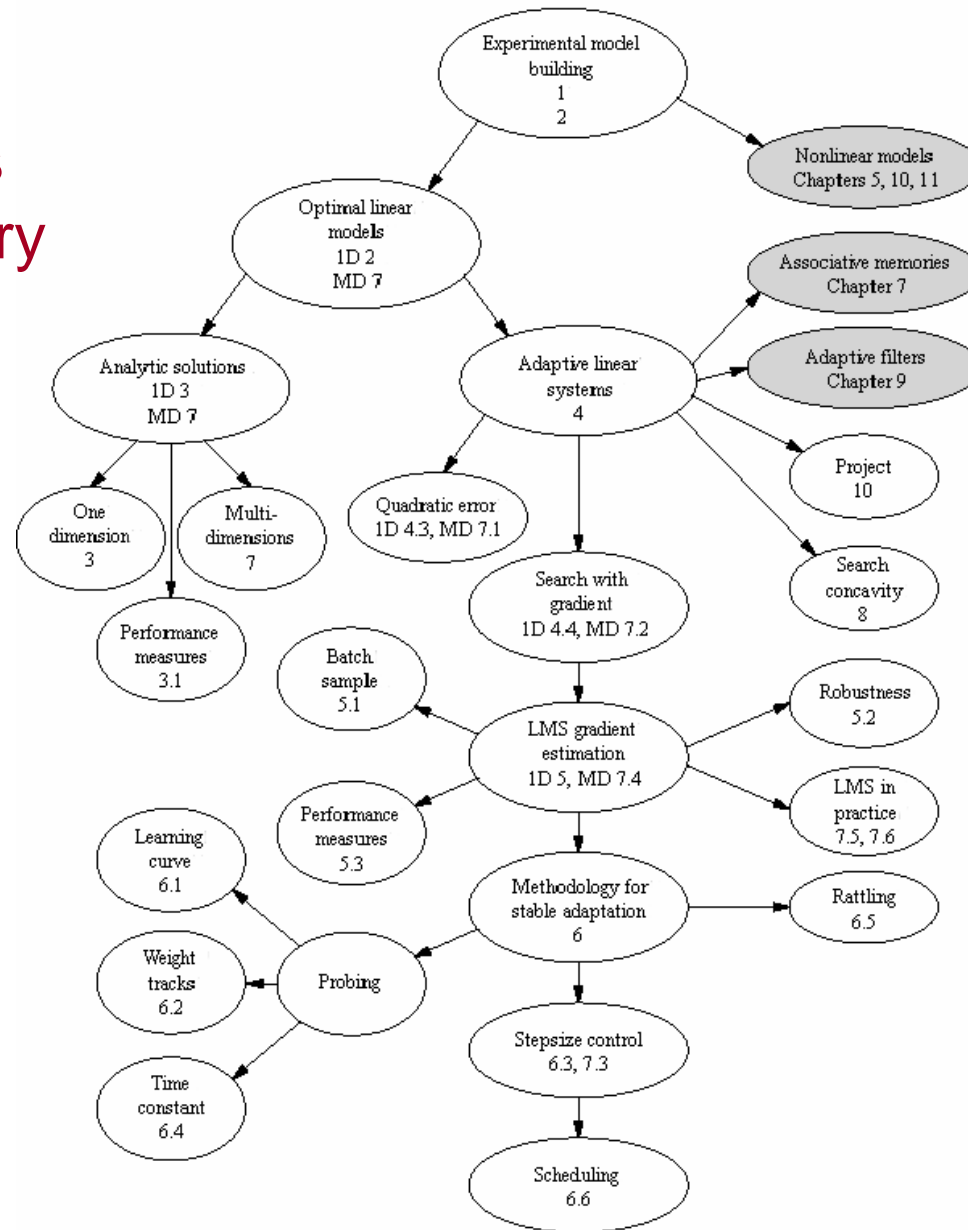 Experimental model
building
1
2
Nonlinear models
Chapters 5, 10, 11
Optimal linear
models
1D 2
MD 7
Associative memories
Chapter 7
Analytic solutions
1D 3
MD 7
Adaptive linear
systems
4
Adaptive filters
Chapter 9
One
dimension
3
Multi-
dimensions
7
Quadratic error
1D 4.3, MD 7.1
Project
10
Performance
measures
3.1
Search with
gradient
1D 4.4, MD 7.2
Search
concavity
8
Batch
sample
5.1
LMS gradient
estimation
1D 5, MD 7.4
Robustness
5.2
Performance
measures
5.3
LMS in
practice
7.5, 7.6
Learning
curve
6.1
Methodology for
stable adaptation
6
Rattling
6.5
Weight
tracks
6.2
Probing
Stepsize control
6.3, 7.3
Time
constant
6.4
Scheduling
6.6